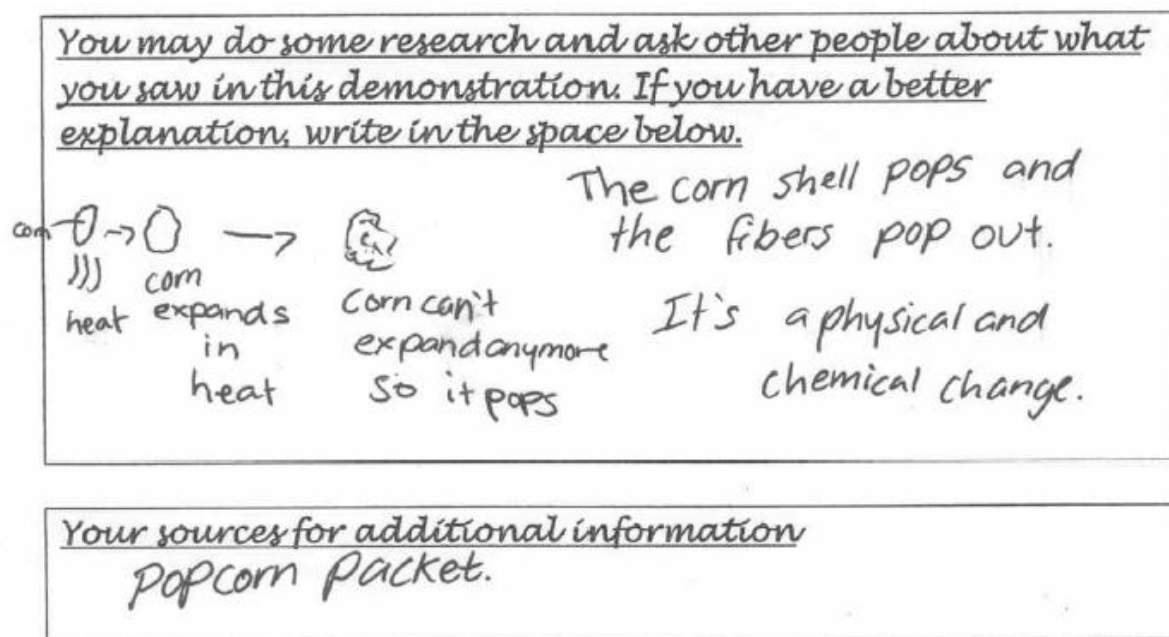 You may do some research and ask other people about what
you saw in this demonstration. If you have a better
explanation, write in the space below.
corn
heat
corn
expands
in
heat
corn can't
expand anymore
so it pops
The corn shell pops and
the fibers pop out.
It's a physical and
chemical change.
Your sources for additional information
popcorn packet.